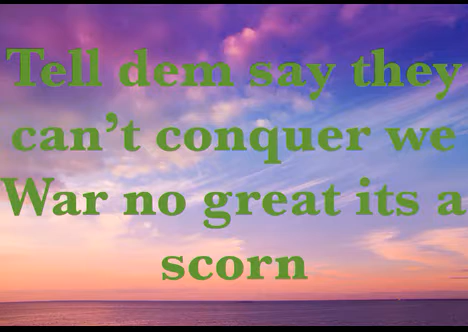 Tell dem say they
can't conquer we
War no great its a
scorn